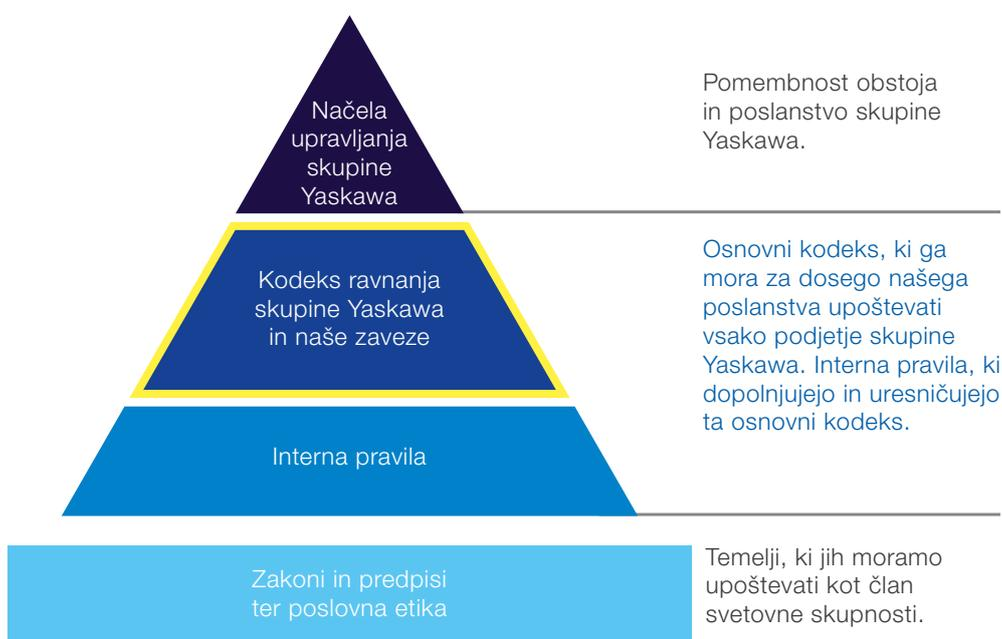 Načela
upravljanja
skupine
Yaskawa
Pomembnost obstoja
in poslanstvo skupine
Yaskawa.
Kodeks ravnanja
skupine Yaskawa
in naše zaveze
Osnovni kodeks, ki ga
mora za dosego našega
poslanstva upoštevati
vsako podjetje skupine
Yaskawa. Interna pravila, ki
dopolnjujejo in uresničujejo
ta osnovni kodeks.
Interna pravila
Zakoni in predpisi
ter poslovna etika
Temelji, ki jih moramo
upoštevati kot član
svetovne skupnosti.